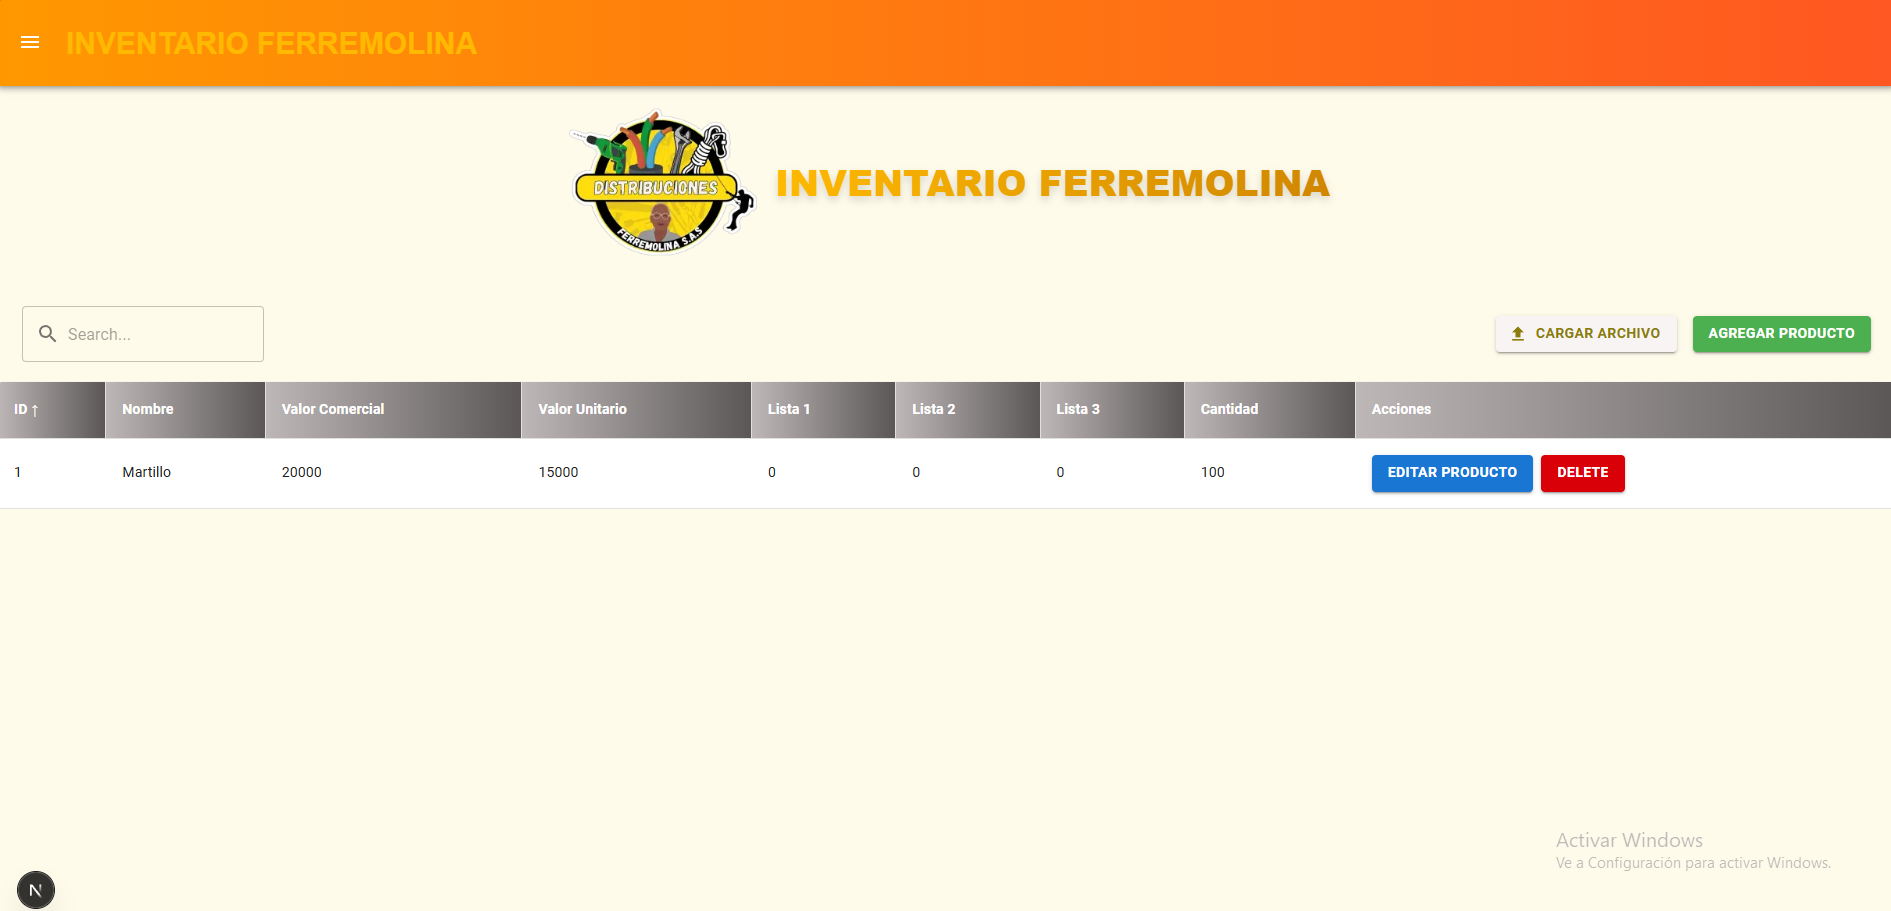 INVENTARIO FERREMOLINA
DISTRIBUCIONES
FERREMOLINA S.A.S
INVENTARIO FERREMOLINA
Search...
CARGAR ARCHIVO
AGREGAR PRODUCTO
ID ↑ Nombre Valor Comercial Valor Unitario Lista 1 Lista 2 Lista 3 Cantidad Acciones
1 Martillo 20000 15000 0 0 0 100 EDITAR PRODUCTO DELETE
Activar Windows
Ve a Configuración para activar Windows.
N